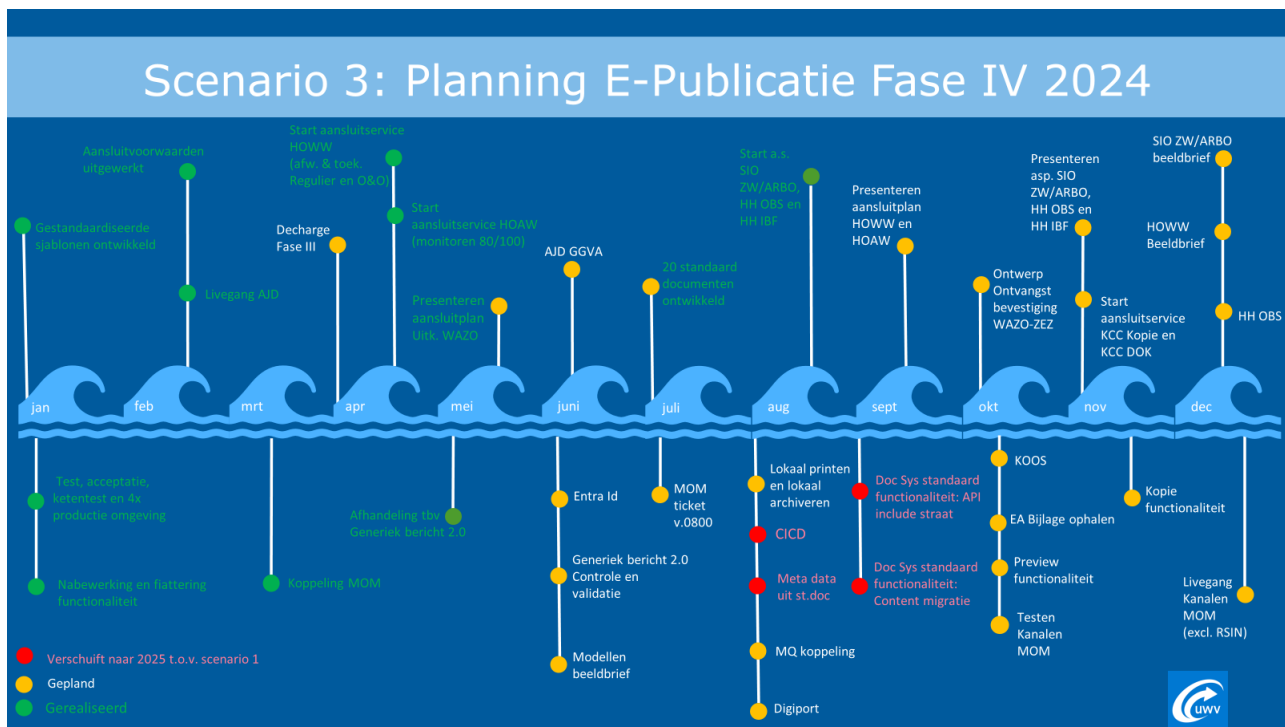 Scenario 3: Planning E-Publicatie Fase IV 2024
Gestandaardiseerde
sjablonen ontwikkeld
Aansluitvoorwaarden
uitgewerkt
Livegang AJD
Decharge
Fase III
Start aansluitservice
HOWW
(afw. & toek.
Regulier en O&O)
Start
aansluitservice HOAW
(monitoren 80/100)
Presenteren
aansluitplan
Uitk. WAZO
AJD GGVA
20 standaard
documenten
ontwikkeld
Start a.s.
SIO
ZW/ARBO,
HH OBS en
HH IBF
Presenteren
aansluitplan
HOWW en
HOAW
Ontwerp
Ontvangst
bevestiging
WAZO-ZEZ
Presenteren
asp. SIO
ZW/ARBO,
HH OBS en
HH IBF
Start
aansluitservice
KCC Kopie en
KCC DOK
SIO ZW/ARBO
beeldbrief
HOWW
Beeldbrief
HH OBS
jan
feb
mrt
apr
mei
juni
juli
aug
sept
okt
nov
dec
Test, acceptatie,
ketentest en 4x
productie omgeving
Nabewerking en fiattering
functionaliteit
Koppeling MOM
Afhandeling tbv
Generiek bericht 2.0
Entra Id
Generiek bericht 2.0
Controle en
validatie
Modellen
beeldbrief
MOM
ticket
v.0800
Lokaal printen
en lokaal
archiveren
CICD
Meta data
uit st.doc
MQ koppeling
Digiport
Doc Sys standaard
functionaliteit: API
include straat
Doc Sys standaard
functionaliteit:
Content migratie
KOOS
EA Bijlage ophalen
Preview
functionaliteit
Testen
Kanalen
MOM
Kopie
functionaliteit
Livegang
Kanalen
MOM
(excl. RSIN)
Verschuift naar 2025 t.o.v. scenario 1
Gepland
Gerealiseerd
UWV